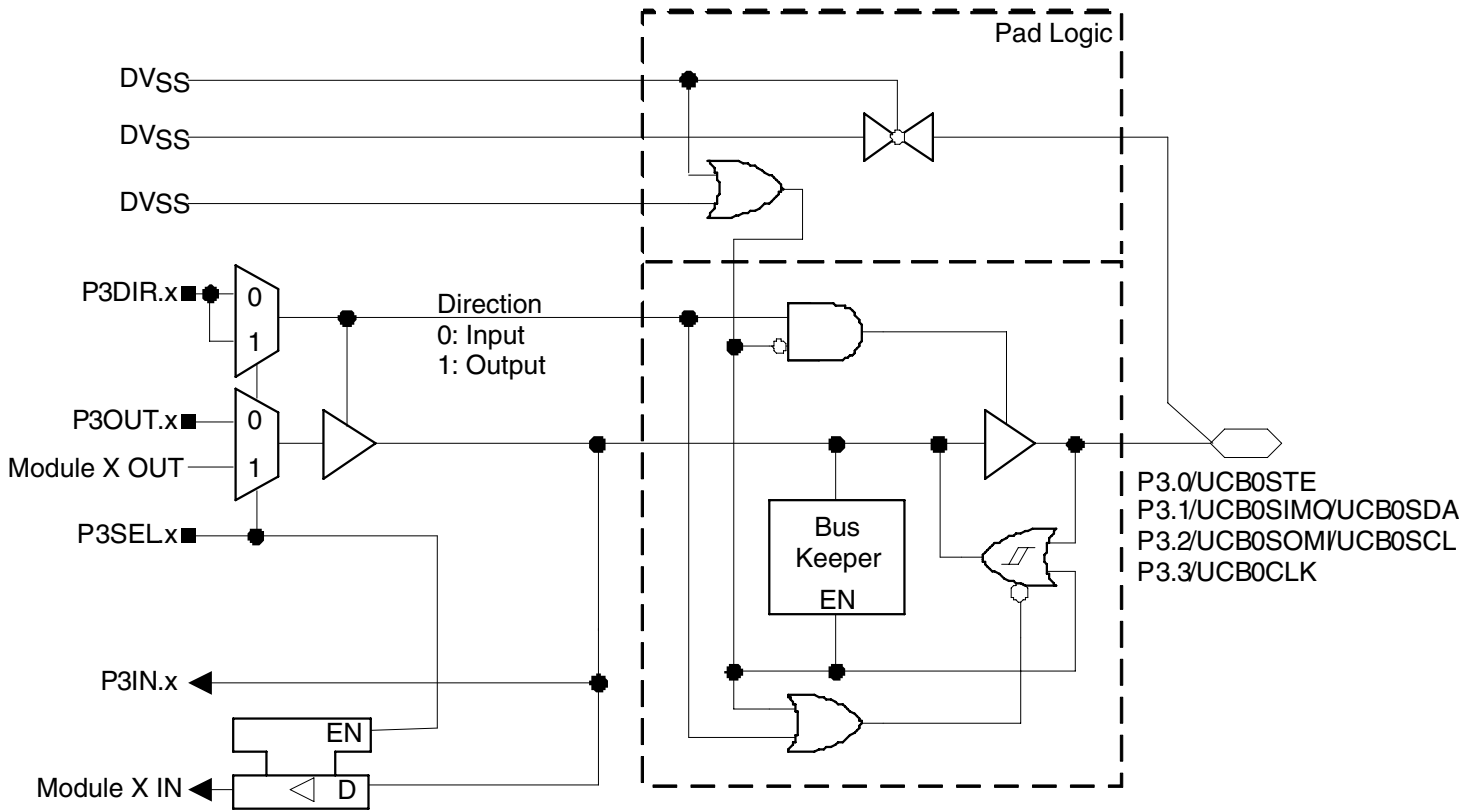 Pad Logic
DVSS
DVSS
DVSS
P3DIR.x
0
1
Direction
0: Input
1: Output
P3OUT.x
0
Module X OUT
1
P3SEL.x
P3.0/UCB0STE
P3.1/UCB0SIMO/UCB0SDA
P3.2/UCB0SOMI/UCB0SCL
P3.3/UCB0CLK
Bus
Keeper
EN
P3IN.x
EN
Module X IN
D